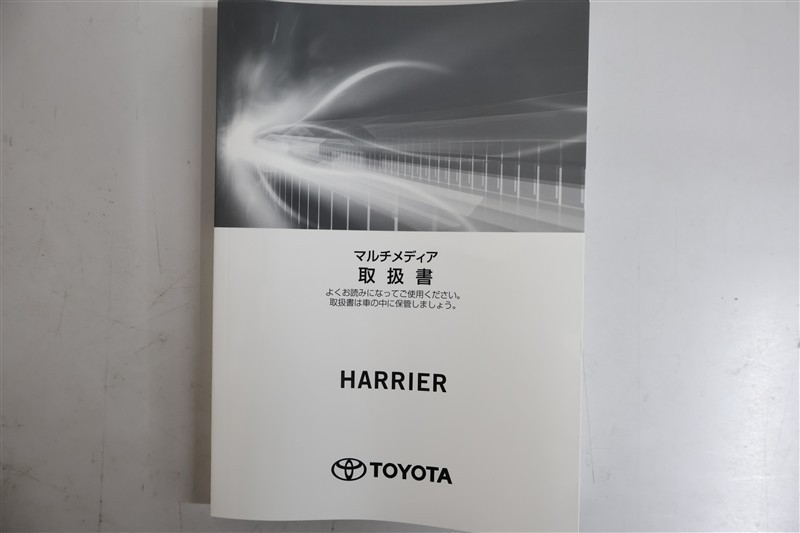 マルチメディア
取扱書
よくお読みになってご使用ください。
取扱書は車の中に保管しましょう。
HARRIER
TOYOTA